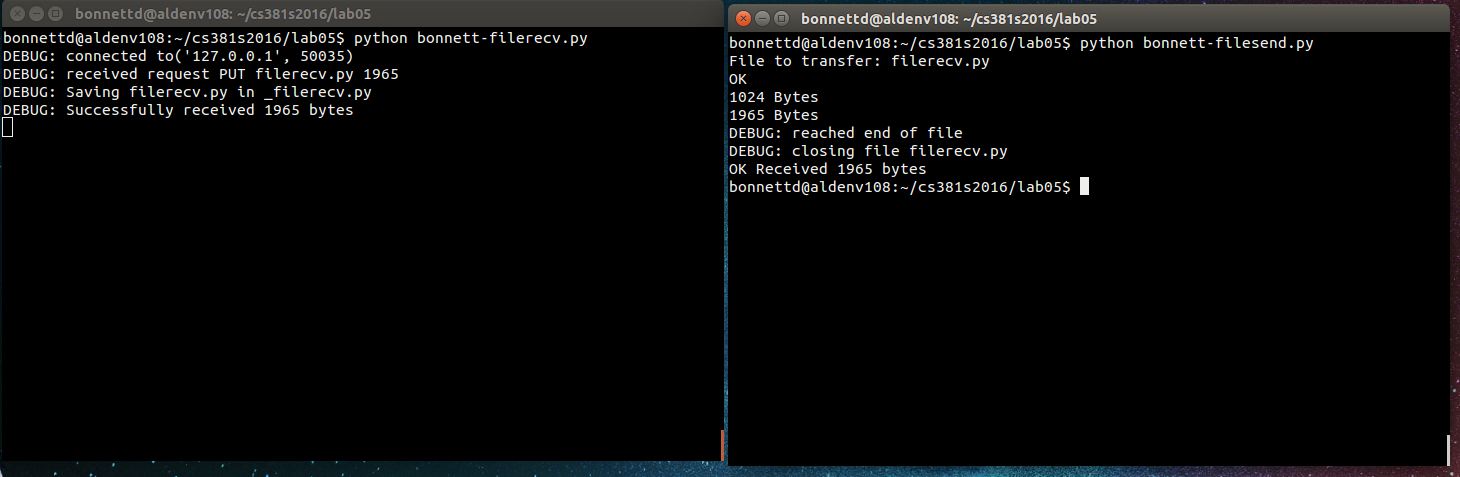 bonnettd@aldenv108: ~/cs381s2016/lab05
bonnettd@aldenv108:~/cs381s2016/lab05$ python bonnett-filerecv.py
DEBUG: connected to('127.0.0.1', 50035)
DEBUG: received request PUT filerecv.py 1965
DEBUG: Saving filerecv.py in _filerecv.py
DEBUG: Successfully received 1965 bytes
bonnettd@aldenv108: ~/cs381s2016/lab05
bonnettd@aldenv108:~/cs381s2016/lab05$ python bonnett-filesend.py
File to transfer: filerecv.py
OK
1024 Bytes
1965 Bytes
DEBUG: reached end of file
DEBUG: closing file filerecv.py
OK Received 1965 bytes
bonnettd@aldenv108:~/cs381s2016/lab05$